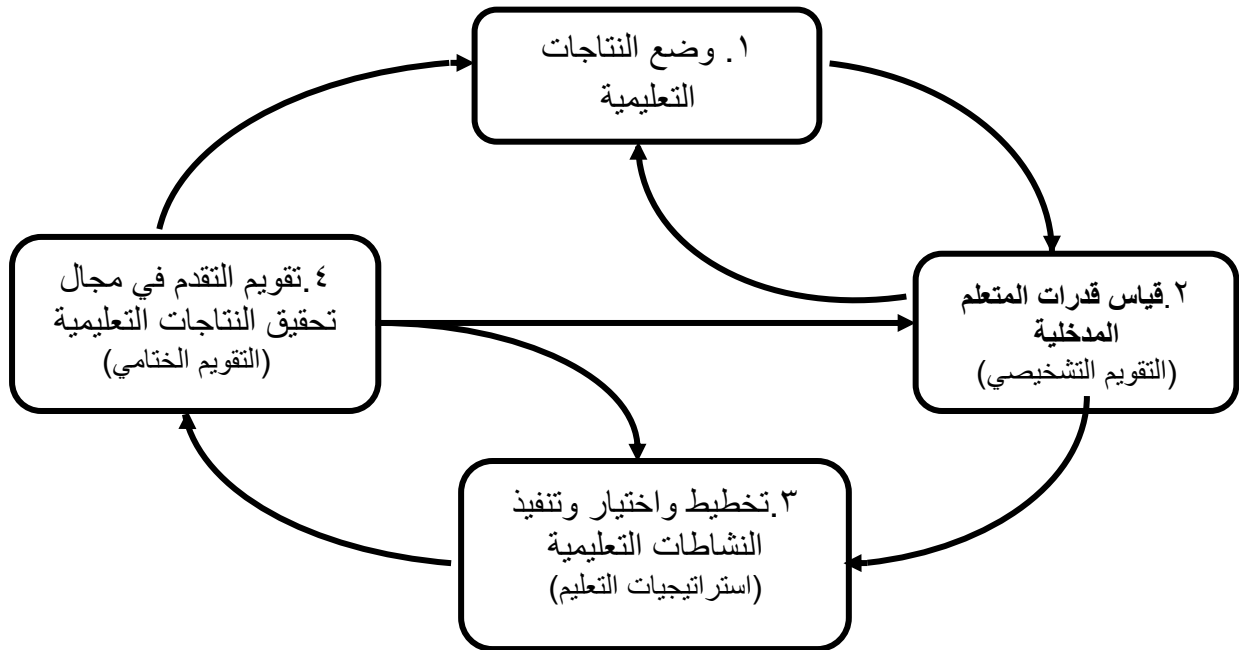 ١. وضع النتاجات
التعليمية
٢.قياس قدرات المتعلم
المدخلية
(التقويم التشخيصي)
٣.تخطيط واختيار وتنفيذ
النشاطات التعليمية
(استراتيجيات التعليم)
٤.تقويم التقدم في مجال
تحقيق النتاجات التعليمية
(التقويم الختامي)